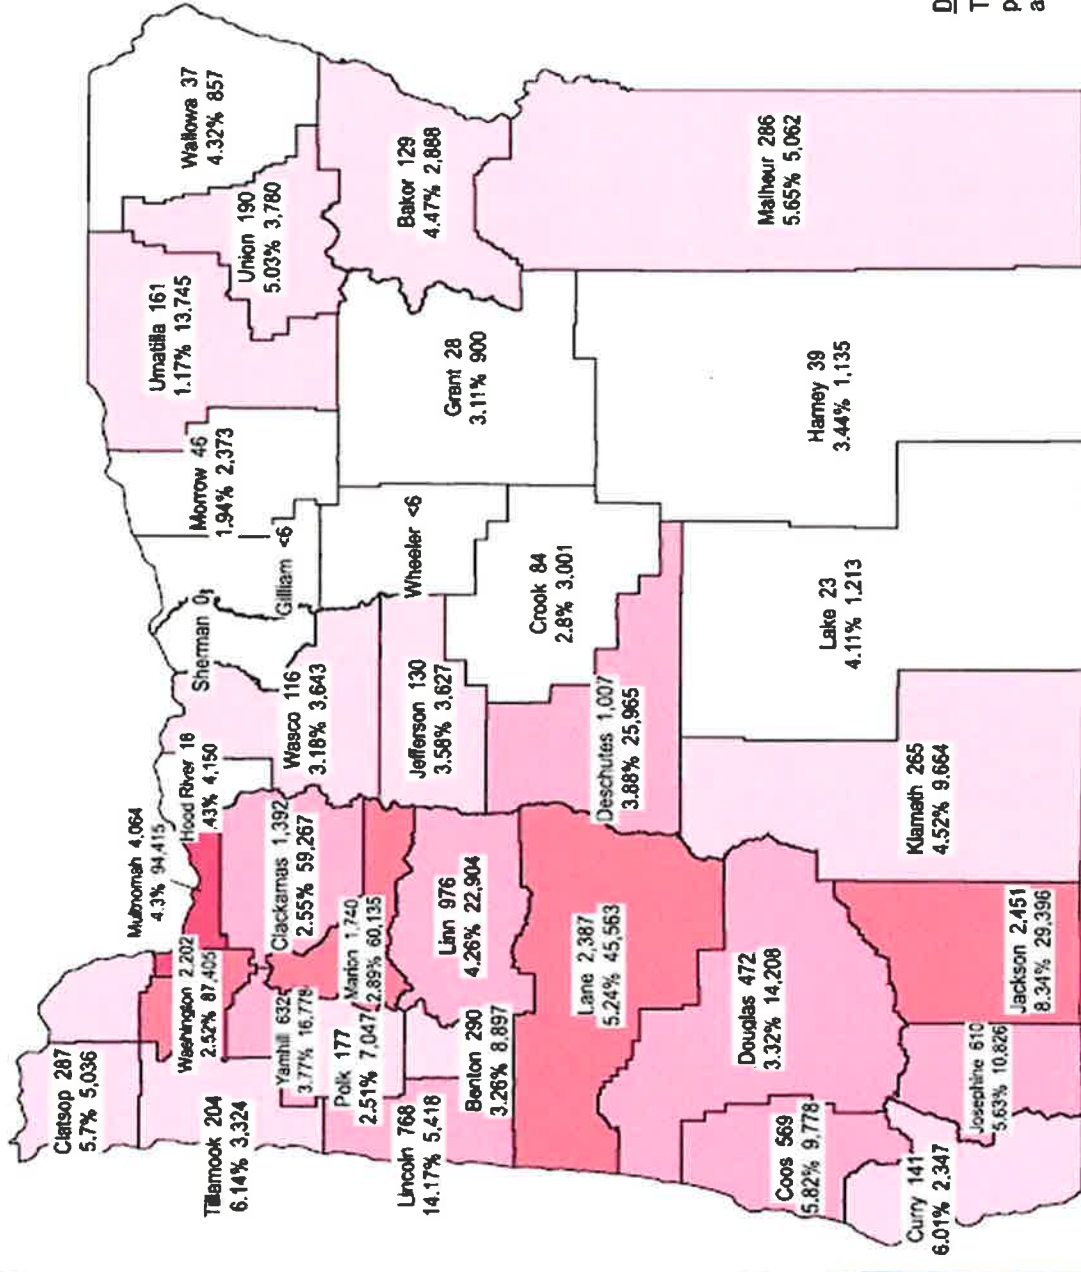 Clatsop 287
5.7% 5,036
Tillamook 204
6.14% 3,324
Washington 2,202
2.52% 87,405
Multnomah 4,064
4.3% 94,415
Hood River 18
.43% 4,150
Sherman 0
Gilliam <6
Morrow 46
1.94% 2,373
Umatilla 161
1.17% 13,745
Union 190
5.03% 3,780
Wallowa 37
4.32% 857
Yamhill 632
3.77% 16,778
Clackamas 1,392
2.55% 59,267
Wasco 116
3.18% 3,643
Polk 177
2.51% 7,047
Marion 1,740
2.89% 60,135
Jefferson 130
3.58% 3,627
Wheeler <6
Grant 28
3.11% 900
Baker 129
4.47% 2,888
Lincoln 768
14.17% 5,418
Benton 290
3.26% 8,897
Linn 976
4.26% 22,904
Crook 84
2.8% 3,001
Lane 2,387
5.24% 45,563
Deschutes 1,007
3.88% 25,965
Coos 569
5.82% 9,778
Douglas 472
3.32% 14,208
Lake 23
4.11% 1,213
Harney 39
3.44% 1,135
Malheur 286
5.65% 5,062
Curry 141
6.01% 2,347
Josephine 610
5.63% 10,826
Jackson 2,451
8.34% 29,396
Klamath 265
4.52% 9,664
D
T
p
a